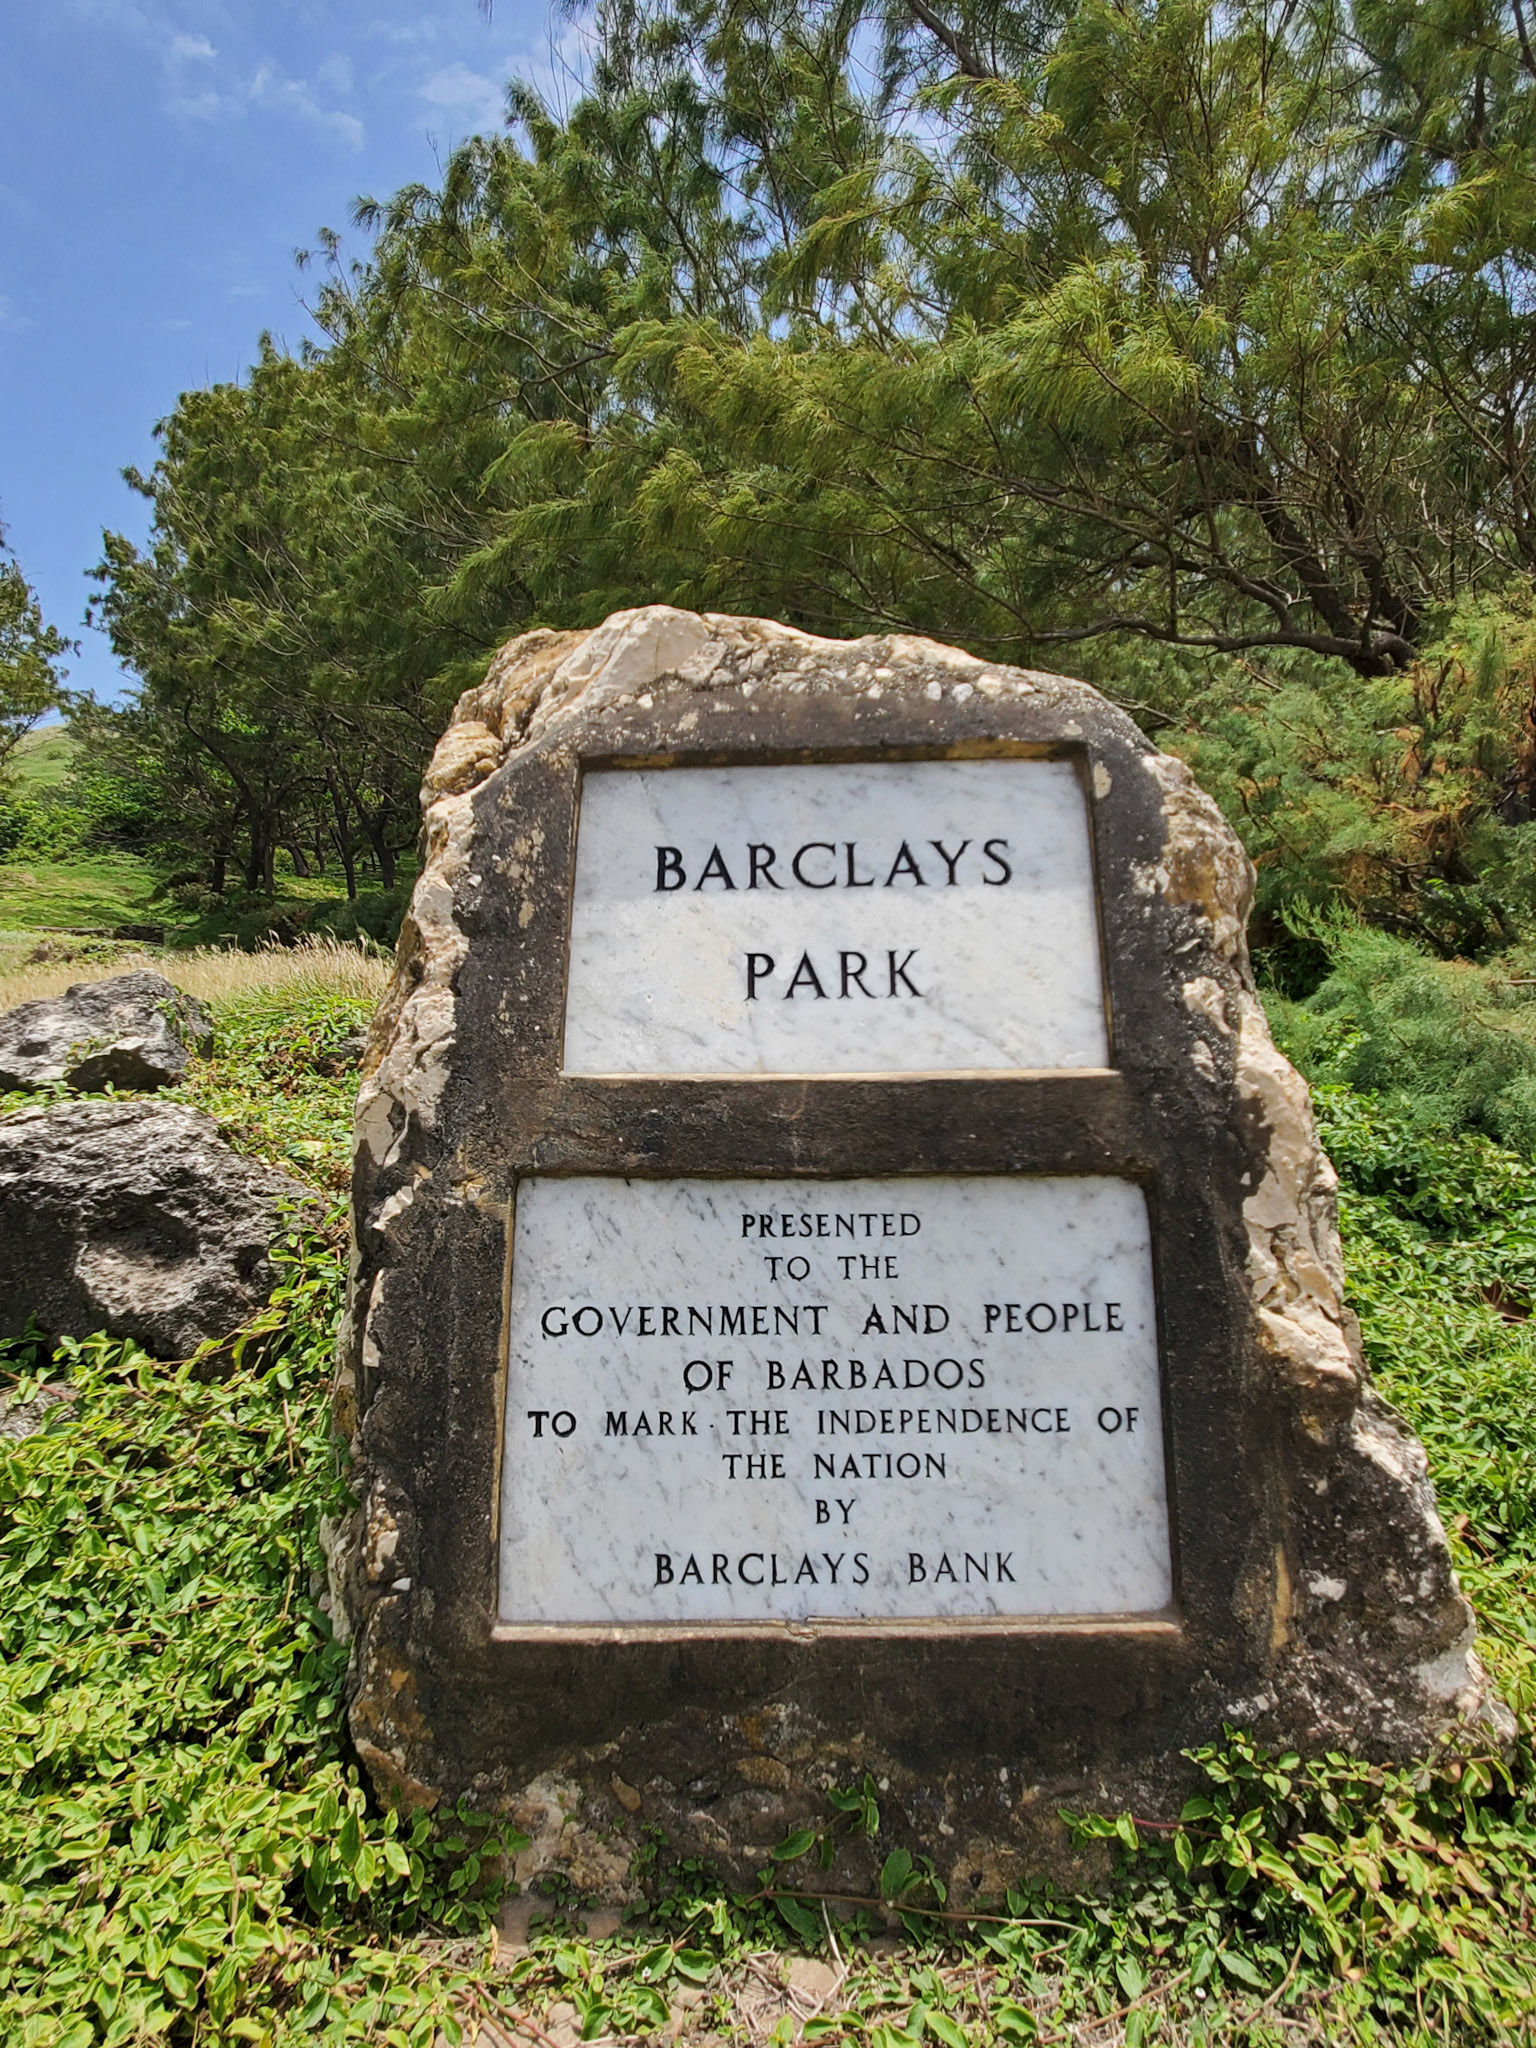 BARCLAYS
PARK
PRESENTED
TO THE
GOVERNMENT AND PEOPLE
OF BARBADOS
TO MARK THE INDEPENDENCE OF
THE NATION
BY
BARCLAYS BANK